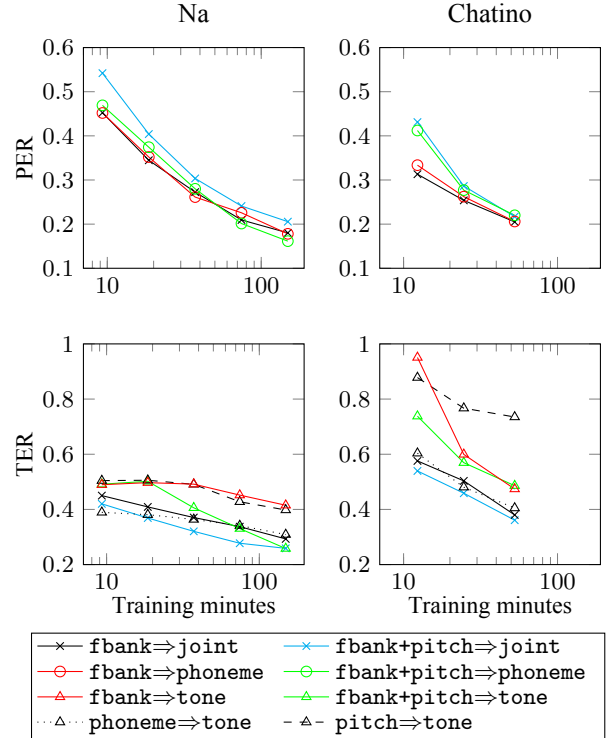 Na Chatino
0.6 0.6
0.5 0.5
0.4 0.4
0.3 0.3
0.2 0.2
0.1 0.1
PER
10 100 10 100
1 1
0.8 0.8
0.6 0.6
0.4 0.4
0.2 0.2
TER
10 100 10 100
Training minutes Training minutes
fbank⇒joint fbank+pitch⇒joint
fbank⇒phoneme fbank+pitch⇒phoneme
fbank⇒tone fbank+pitch⇒tone
phoneme⇒tone pitch⇒tone